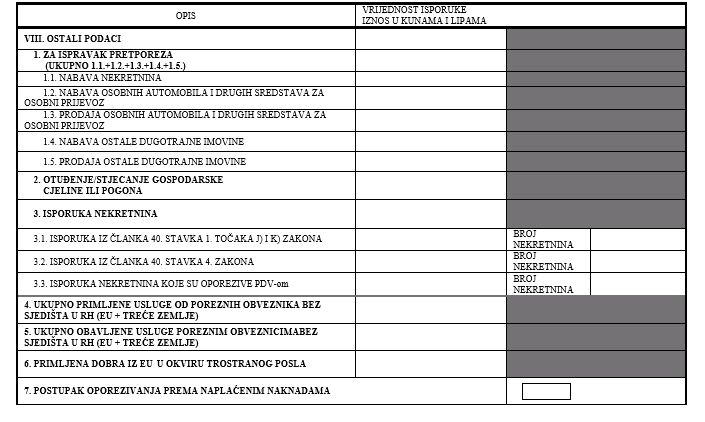 OPIS
VRIJEDNOST ISPORUKE
IZNOS U KUNAMA I LIPAMA
VIII. OSTALI PODACI
1. ZA ISPRAVAK PRETPOREZA
(UKUPNO 1.1.+1.2.+1.3.+1.4.+1.5.)
1.1. NABAVA NEKRETNINA
1.2. NABAVA OSOBNIH AUTOMOBILA I DRUGIH SREDSTAVA ZA
OSOBNI PRIJEVOZ
1.3. PRODAJA OSOBNIH AUTOMOBILA I DRUGIH SREDSTAVA ZA
OSOBNI PRIJEVOZ
1.4. NABAVA OSTALE DUGOTRAJNE IMOVINE
1.5. PRODAJA OSTALE DUGOTRAJNE IMOVINE
2. OTUĐENJE/STJECANJE GOSPODARSKE
CJELINE ILI POGONA
3. ISPORUKA NEKRETNINA
3.1. ISPORUKA IZ ČLANKA 40. STAVKA 1. TOČAKA J) I K) ZAKONA
BROJ
NEKRETNINA
3.2. ISPORUKA IZ ČLANKA 40. STAVKA 4. ZAKONA
BROJ
NEKRETNINA
3.3. ISPORUKA NEKRETNINA KOJE SU OPOREZIVE PDV-om
BROJ
NEKRETNINA
4. UKUPNO PRIMLJENE USLUGE OD POREZNIH OBVEZNIKA BEZ
SJEDIŠTA U RH (EU + TREĆE ZEMLJE)
5. UKUPNO OBAVLJENE USLUGE POREZNIM OBVEZNICIMABEZ
SJEDIŠTA U RH (EU + TREĆE ZEMLJE)
6. PRIMLJENA DOBRA IZ EU U OKVIRU TROSTRANOG POSLA
7. POSTUPAK OPOREZIVANJA PREMA NAPLAĆENIM NAKNADAMA